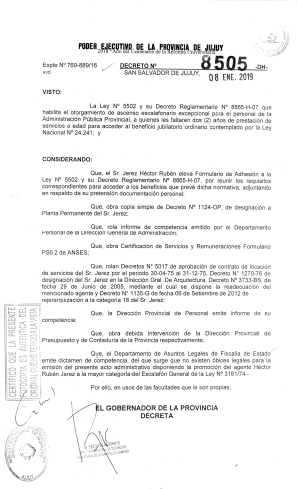 PODER EJECUTIVO DE LA PROVINCIA DE JUJUY
2019 - Año del Centenario de la Reforma Universitaria
Expte Nº 769-889/16
DECRETO Nº 8505 -DH-
AVD
SAN SALVADOR DE JUJUY, 08 ENE. 2019
VISTO:
La Ley Nº 5502 y su Decreto Reglamentario Nº 8865-H-07 que
habilita el otorgamiento de ascenso escalafonario excepcional para el personal de la
Administración Pública Provincial, a quienes les faltaren dos (2) años de prestación de
servicios o edad para acceder al beneficio jubilatorio ordinario contemplado por la Ley
Nacional Nº 24.241; y
CONSIDERANDO:
Que, el Sr. Jerez Héctor Rubén eleva Formulario de Adhesión a la
Ley Nº 5502 y su Decreto Reglamentario Nº 8865-H-07, por reunir los requisitos
correspondientes para acceder a los beneficios que prevé dicha normativa, adjuntando
en respaldo de su pretensión documentación personal;
Que, obra copia simple de Decreto Nº 1124-OP, de designación a
Planta Permanente del Sr. Jerez;
Que, rola informe de competencia emitido por el Departamento
Personal de la Dirección General de Administración;
Que, obra Certificación de Servicios y Remuneraciones Formulario
PS6.2 de ANSES;
Que, rotan Decretos Nº 5017 de aprobación de contrato de locación
de servicios del Sr. Jerez por el periodo 30-04-75 al 31-12-75, Decreto Nº 1270-76 de
designación del Sr. Jerez en la Dirección Gral. De Arquitectura, Decreto Nº 3733-BS,
de fecha 29 de Junio de 2005, mediante el cual se dispone la readecuación del
mencionado agente y Decreto Nº 1135-G de fecha 06 de Setiembre de 2012 de
rejerarquización a la categoría 18 del Sr. Jerez;
Que, la Dirección Provincial de Personal emite informe de su
competencia;
Que, obra debida intervención de la Dirección Provincial de
Presupuesto y de Contaduría de la Provincia respectivamente;
Que, el Departamento de Asuntos Legales de Fiscalía de Estado
emite dictamen de competencia, del que surge que no existen óbices legales para la
emisión del presente acto administrativo disponiendo la promoción del agente Héctor
Rubén Jerez a la mayor categoría del Escalafón General de la Ley Nº 3161/74.-
Por ello, en usos de las facultades que le son propias;
EL GOBERNADOR DE LA PROVINCIA
DECRETA
CERTIFICO QUE LA PRESENTE
FOTOCOPIA ES AUTENTICA DEL
ORIGINAL QUE HE TENIDO A LA VISTA